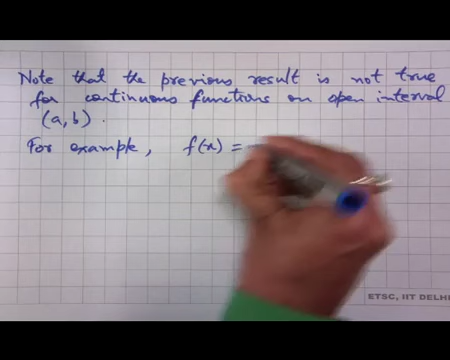 Note that the previous result is not true
for continuous functions on open interval
(a, b).
For example, f(x) =
ETSC, IIT DELHI